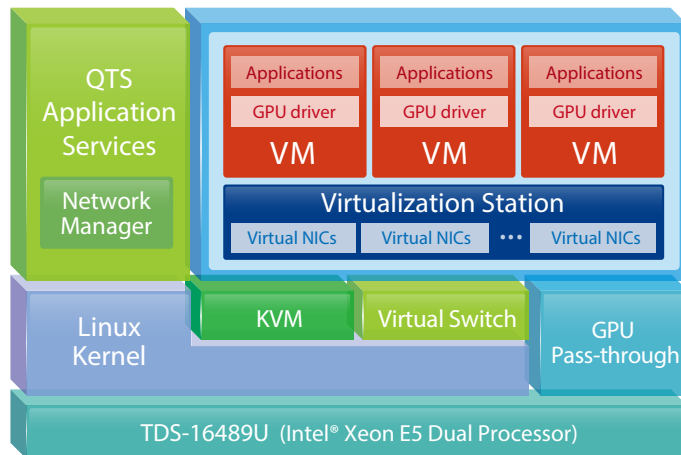 QTS
Application
Services
Network
Manager
Applications
Applications
Applications
GPU driver
GPU driver
GPU driver
VM
VM
VM
Virtualization Station
Virtual NICs
Virtual NICs
•••
Virtual NICs
Linux
Kernel
KVM
Virtual Switch
GPU
Pass-through
TDS-16489U (Intel® Xeon E5 Dual Processor)